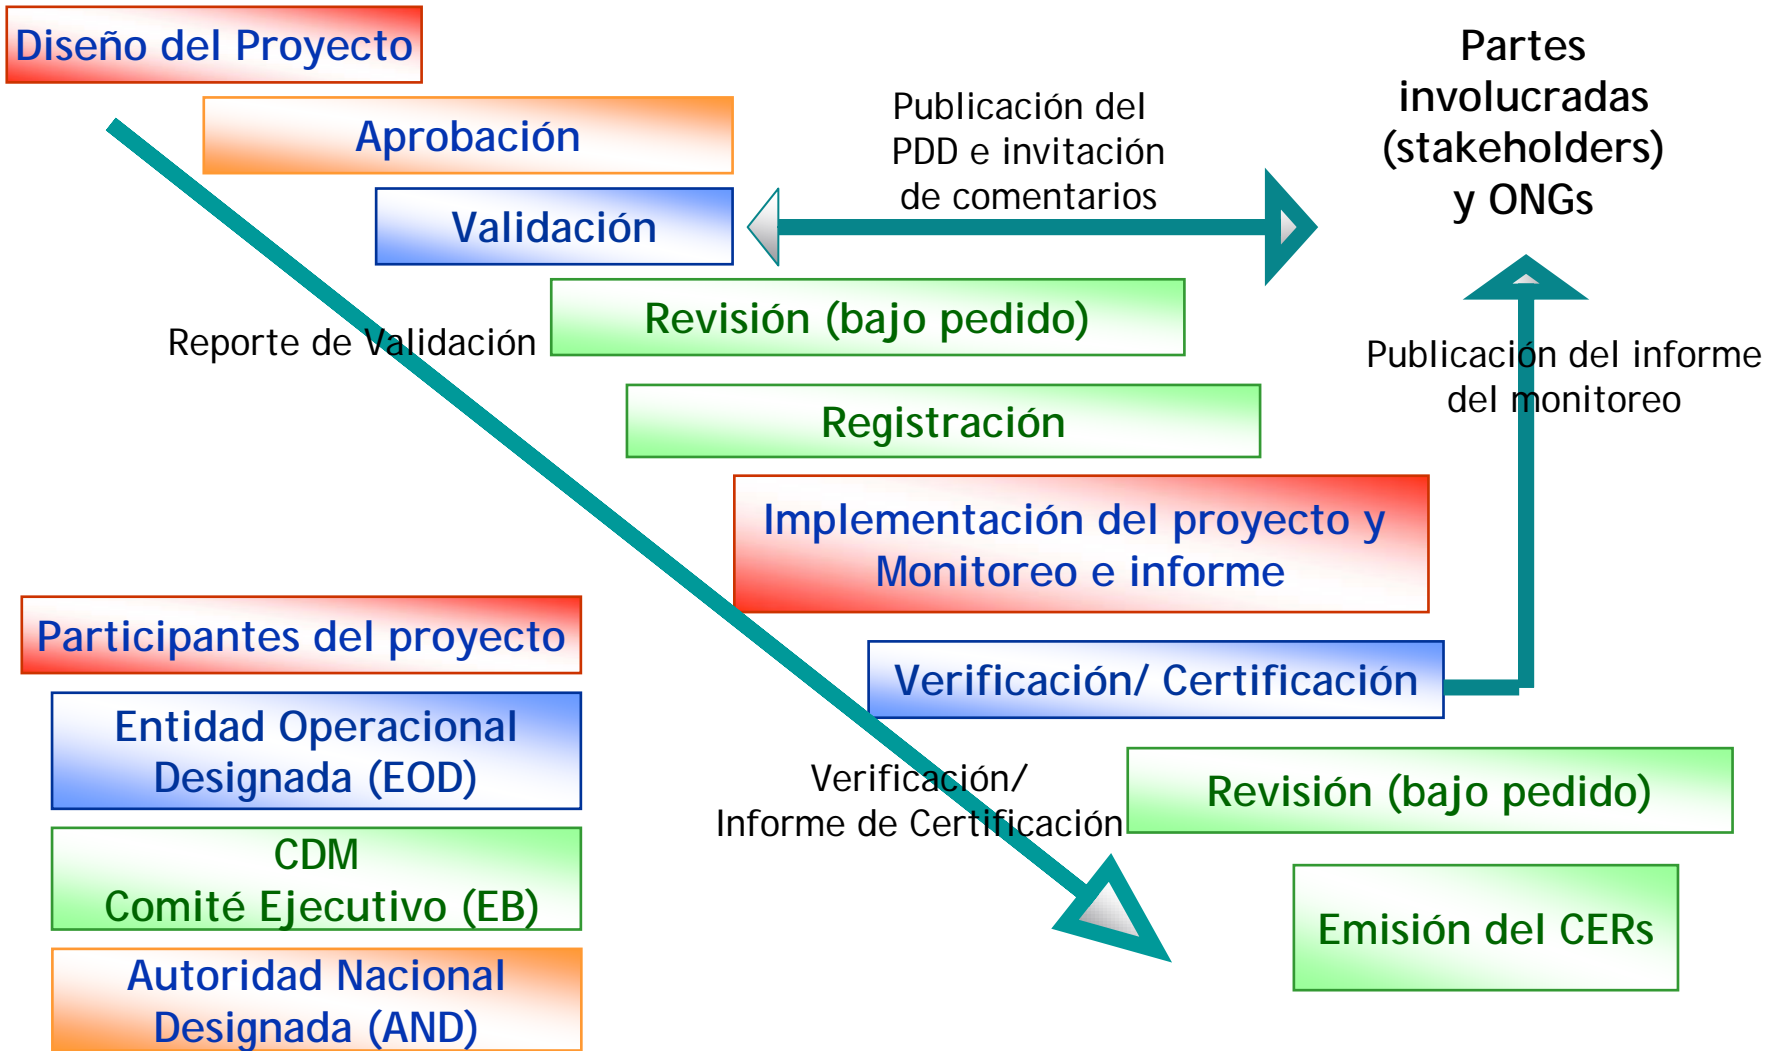 Diseño del Proyecto
Aprobación
Validación
Publicación del
PDD e invitación
de comentarios
Partes
involucradas
(stakeholders)
y ONGs
Revisión (bajo pedido)
Reporte de Validación
Publicación del informe
del monitoreo
Registración
Implementación del proyecto y
Monitoreo e informe
Verificación/ Certificación
Verificación/
Informe de Certificación
Revisión (bajo pedido)
Emisión del CERs
Participantes del proyecto
Entidad Operacional
Designada (EOD)
CDM
Comité Ejecutivo (EB)
Autoridad Nacional
Designada (AND)